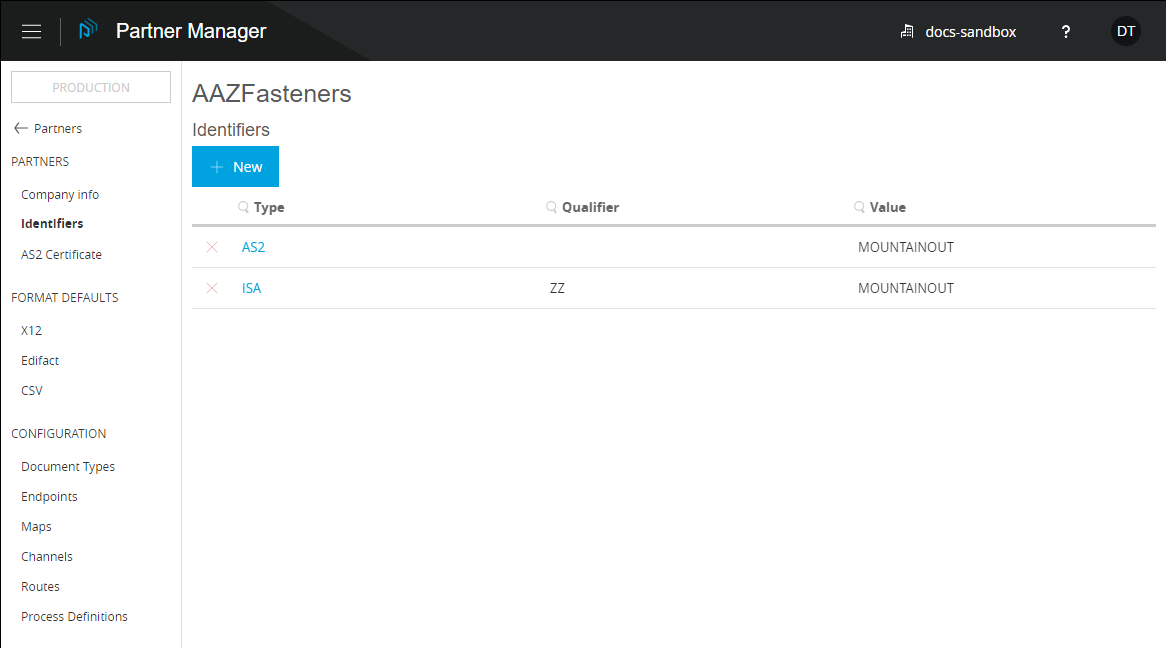 Partner Manager
docs-sandbox
?
DT
PRODUCTION
Partners
PARTNERS
Company info
Identifiers
AS2 Certificate
FORMAT DEFAULTS
X12
Edifact
CSV
CONFIGURATION
Document Types
Endpoints
Maps
Channels
Routes
Process Definitions
AAZFasteners
Identifiers
New
Type Qualifier Value
AS2 MOUNTAINOUT
ISA ZZ MOUNTAINOUT